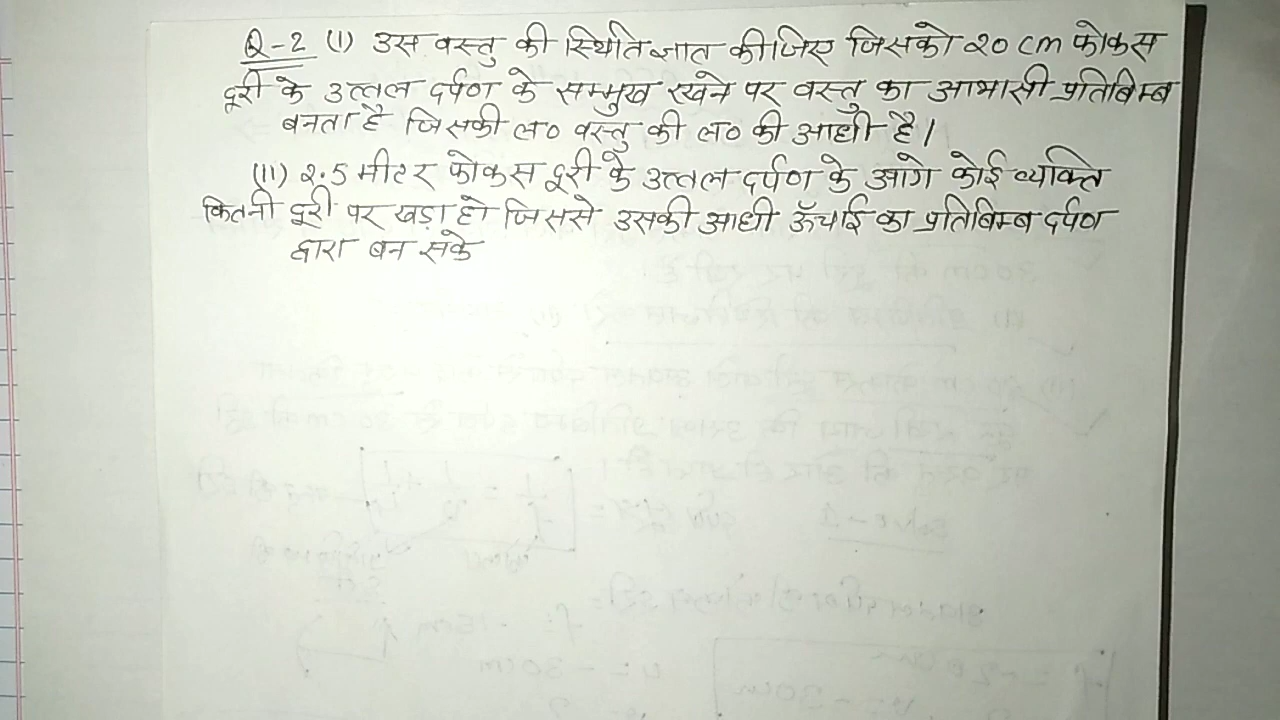 Q-2 (I) उस वस्तु की स्थिति ज्ञात कीजिए जिसको 20 cm फोकस
दूरी के उत्तल दर्पण के सम्मुख रखने पर वस्तु का आभासी प्रतिबिम्ब
बनता है जिसकी ल० वस्तु की ल० की आधी है।
(II) 2.5 मीटर फोकस दूरी के उत्तल दर्पण के आगे कोई व्यक्ति
कितनी दूरी पर खड़ा हो जिससे उसकी आधी ऊँचाई का प्रतिबिम्ब दर्पण
द्वारा बन सके